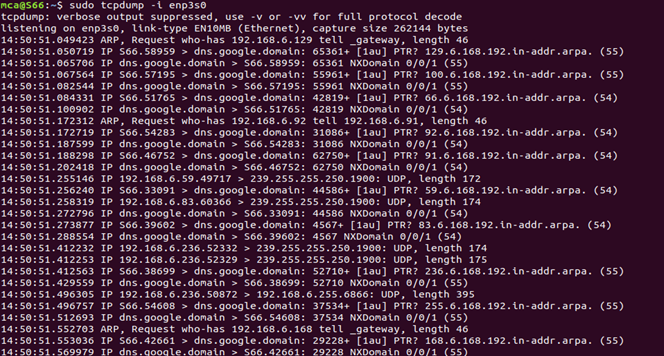 mca@S66:~$ sudo tcpdump -i enp3s0
tcpdump: verbose output suppressed, use -v or -vv for full protocol decode
listening on enp3s0, link-type EN10MB (Ethernet), capture size 262144 bytes
14:50:51.049423 ARP, Request who-has 192.168.6.129 tell _gateway, length 46
14:50:51.050719 IP S66.58959 > dns.google.domain: 65361+ [1au] PTR? 129.6.168.192.in-addr.arpa. (55)
14:50:51.065706 IP dns.google.domain > S66.58959: 65361 NXDomain 0/0/1 (55)
14:50:51.067564 IP S66.57195 > dns.google.domain: 55961+ [1au] PTR? 100.6.168.192.in-addr.arpa. (55)
14:50:51.082544 IP dns.google.domain > S66.57195: 55961 NXDomain 0/0/1 (55)
14:50:51.084331 IP S66.51765 > dns.google.domain: 42819+ [1au] PTR? 66.6.168.192.in-addr.arpa. (54)
14:50:51.100902 IP dns.google.domain > S66.51765: 42819 NXDomain 0/0/1 (54)
14:50:51.172312 ARP, Request who-has 192.168.6.92 tell 192.168.6.91, length 46
14:50:51.172719 IP S66.54283 > dns.google.domain: 31086+ [1au] PTR? 92.6.168.192.in-addr.arpa. (54)
14:50:51.187599 IP dns.google.domain > S66.54283: 31086 NXDomain 0/0/1 (54)
14:50:51.188298 IP S66.46752 > dns.google.domain: 62750+ [1au] PTR? 91.6.168.192.in-addr.arpa. (54)
14:50:51.202418 IP dns.google.domain > S66.46752: 62750 NXDomain 0/0/1 (54)
14:50:51.255146 IP 192.168.6.59.49717 > 239.255.255.250.1900: UDP, length 172
14:50:51.256240 IP S66.33091 > dns.google.domain: 44586+ [1au] PTR? 59.6.168.192.in-addr.arpa. (54)
14:50:51.258319 IP 192.168.6.83.60366 > 239.255.255.250.1900: UDP, length 174
14:50:51.272796 IP dns.google.domain > S66.33091: 44586 NXDomain 0/0/1 (54)
14:50:51.273877 IP S66.39602 > dns.google.domain: 4567+ [1au] PTR? 83.6.168.192.in-addr.arpa. (54)
14:50:51.288554 IP dns.google.domain > S66.39602: 4567 NXDomain 0/0/1 (54)
14:50:51.412232 IP 192.168.6.236.52332 > 239.255.255.250.1900: UDP, length 174
14:50:51.412253 IP 192.168.6.236.52329 > 239.255.255.250.1900: UDP, length 175
14:50:51.412563 IP S66.38699 > dns.google.domain: 52710+ [1au] PTR? 236.6.168.192.in-addr.arpa. (55)
14:50:51.429559 IP dns.google.domain > S66.38699: 52710 NXDomain 0/0/1 (55)
14:50:51.496305 IP 192.168.6.236.50872 > 192.168.6.255.6866: UDP, length 395
14:50:51.496757 IP S66.54608 > dns.google.domain: 37534+ [1au] PTR? 255.6.168.192.in-addr.arpa. (55)
14:50:51.512693 IP dns.google.domain > S66.54608: 37534 NXDomain 0/0/1 (55)
14:50:51.552703 ARP, Request who-has 192.168.6.168 tell _gateway, length 46
14:50:51.553036 IP S66.42661 > dns.google.domain: 29228+ [1au] PTR? 168.6.168.192.in-addr.arpa. (55)
14:50:51.569979 IP dns.google.domain > S66.42661: 29228 NXDomain 0/0/1 (55)